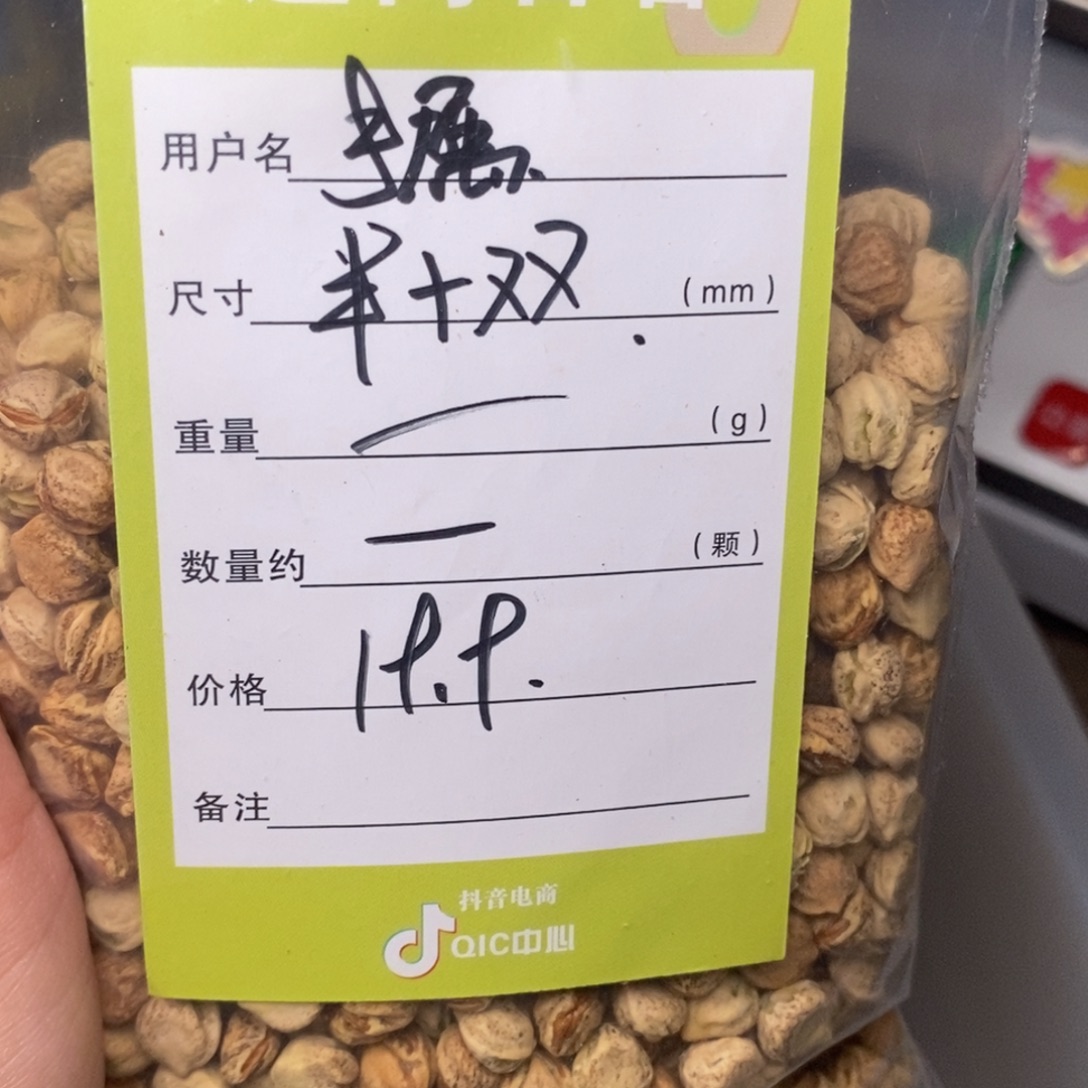 用户名
尺寸 半+双 (mm)
重量 (g)
数量约 一 (颗)
价格
备注
抖音电商
QIC中心